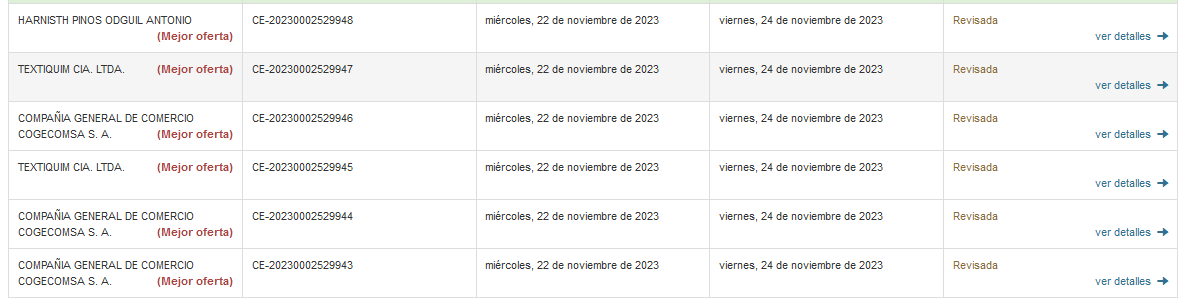 HARNISTH PINOS ODGUIL ANTONIO CE-20230002529948 miércoles, 22 de noviembre de 2023 viernes, 24 de noviembre de 2023 Revisada
(Mejor oferta) ver detalles →
TEXTIQUIM CIA. LTDA. (Mejor oferta) CE-20230002529947 miércoles, 22 de noviembre de 2023 viernes, 24 de noviembre de 2023 Revisada
ver detalles →
COMPAÑIA GENERAL DE COMERCIO CE-20230002529946 miércoles, 22 de noviembre de 2023 viernes, 24 de noviembre de 2023 Revisada
COGECOMSA S. A. (Mejor oferta) ver detalles →
TEXTIQUIM CIA. LTDA. (Mejor oferta) CE-20230002529945 miércoles, 22 de noviembre de 2023 viernes, 24 de noviembre de 2023 Revisada
ver detalles →
COMPAÑIA GENERAL DE COMERCIO CE-20230002529944 miércoles, 22 de noviembre de 2023 viernes, 24 de noviembre de 2023 Revisada
COGECOMSA S. A. (Mejor oferta) ver detalles →
COMPAÑIA GENERAL DE COMERCIO CE-20230002529943 miércoles, 22 de noviembre de 2023 viernes, 24 de noviembre de 2023 Revisada
COGECOMSA S. A. (Mejor oferta) ver detalles →